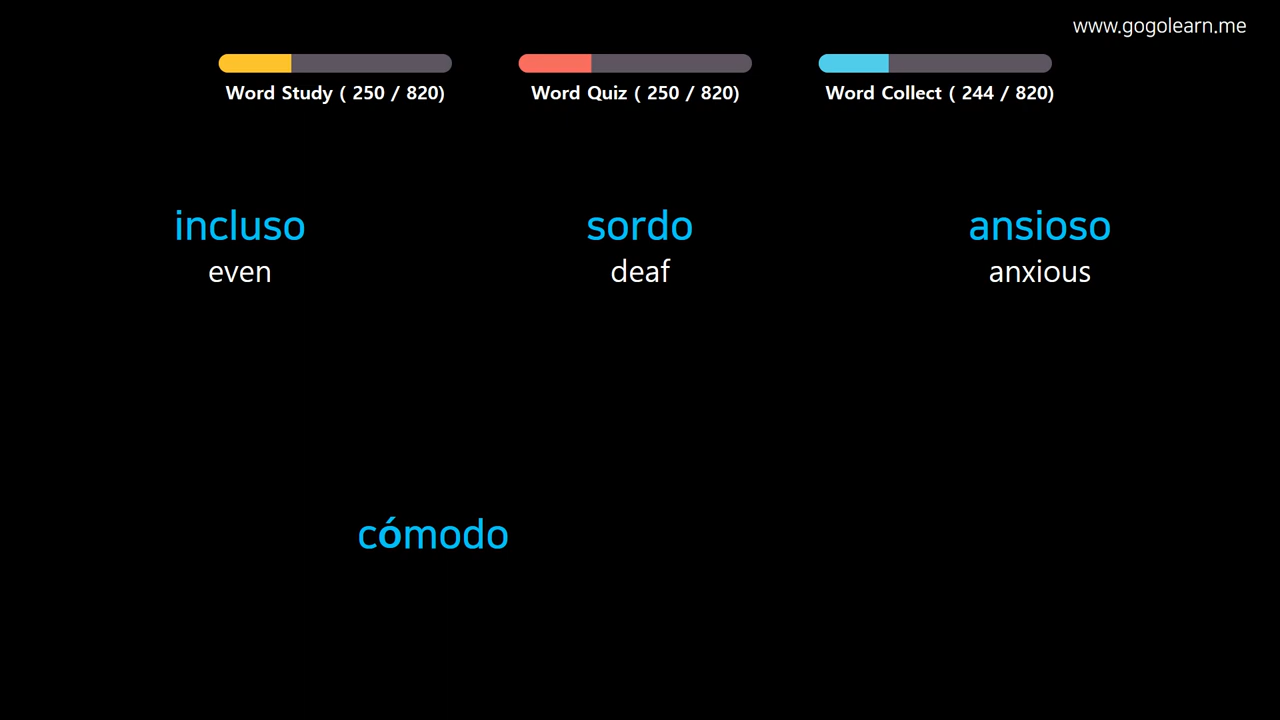 www.gogolearn.me
Word Study ( 250 / 820)
Word Quiz ( 250 / 820)
Word Collect ( 244 / 820)
incluso
even
sordo
deaf
ansioso
anxious
cómodo